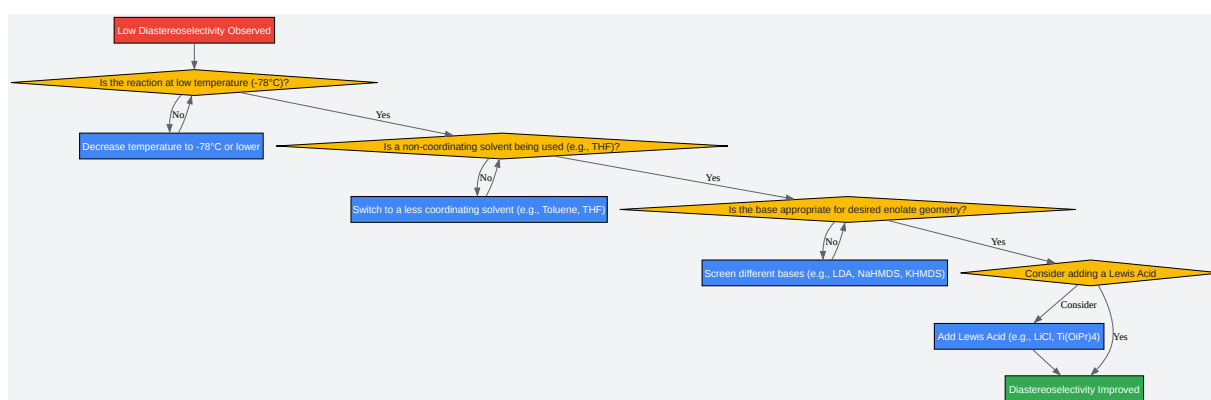 Low Diastereoselectivity Observed
Is the reaction at low temperature (-78°C)?
No
Yes
Decrease temperature to -78°C or lower
Is a non-coordinating solvent being used (e.g., THF)?
No
Yes
Switch to a less coordinating solvent (e.g., Toluene, THF)
Is the base appropriate for desired enolate geometry?
No
Yes
Screen different bases (e.g., LDA, NaHMDS, KHMDS)
Consider adding a Lewis Acid
Consider
Add Lewis Acid (e.g., LiCl, Ti(OiPr)4)
Yes
Diastereoselectivity Improved